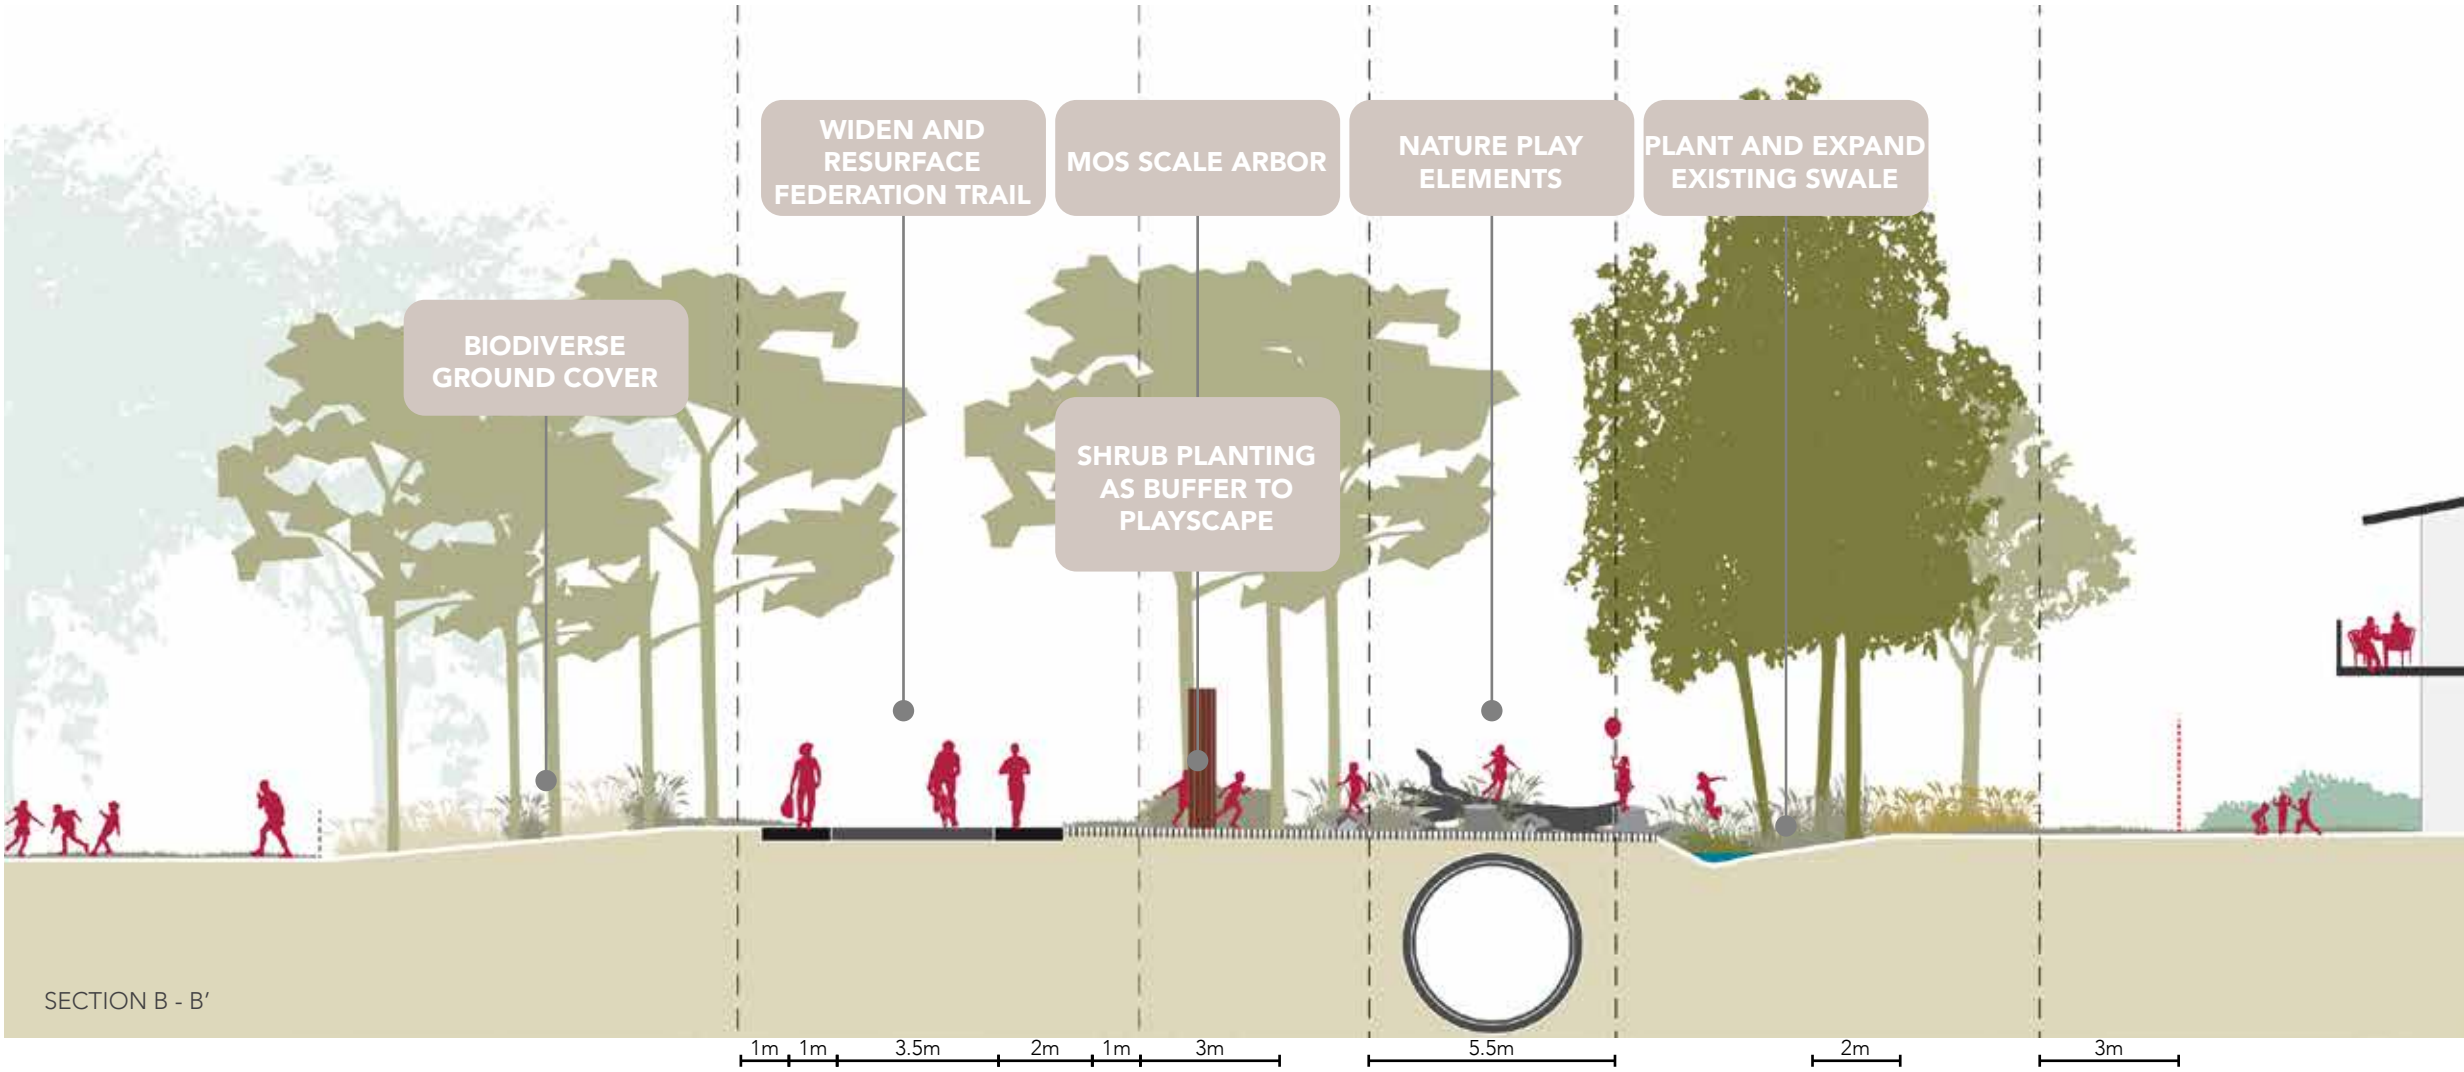 WIDEN AND
RESURFACE
FEDERATION TRAIL
MOS SCALE ARBOR
NATURE PLAY
ELEMENTS
PLANT AND EXPAND
EXISTING SWALE
BIODIVERSE
GROUND COVER
SHRUB PLANTING
AS BUFFER TO
PLAYSCAPE
SECTION B - B'
1m 1m 3.5m 2m 1m 3m 5.5m 2m 3m